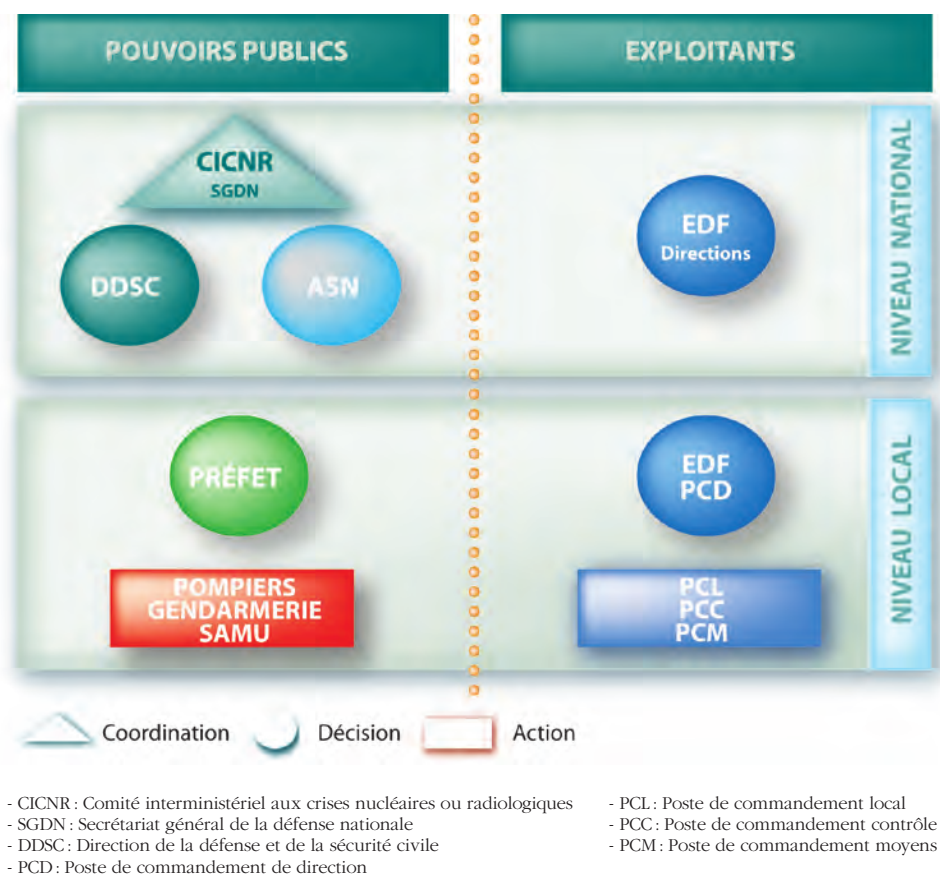 POUVOIRS PUBLICS
EXPLOITANTS
CICNR
SGDN
DDSC
ASN
EDF
Directions
NIVEAU NATIONAL
PRÉFET
POMPIERS
GENDARMERIE
SAMU
EDF
PCD
PCL
PCC
PCM
NIVEAU LOCAL
Coordination
Décision
Action
- CICNR : Comité interministériel aux crises nucléaires ou radiologiques
- SGDN : Secrétariat général de la défense nationale
- DDSC : Direction de la défense et de la sécurité civile
- PCD : Poste de commandement de direction
- PCL : Poste de commandement local
- PCC : Poste de commandement contrôle
- PCM : Poste de commandement moyens